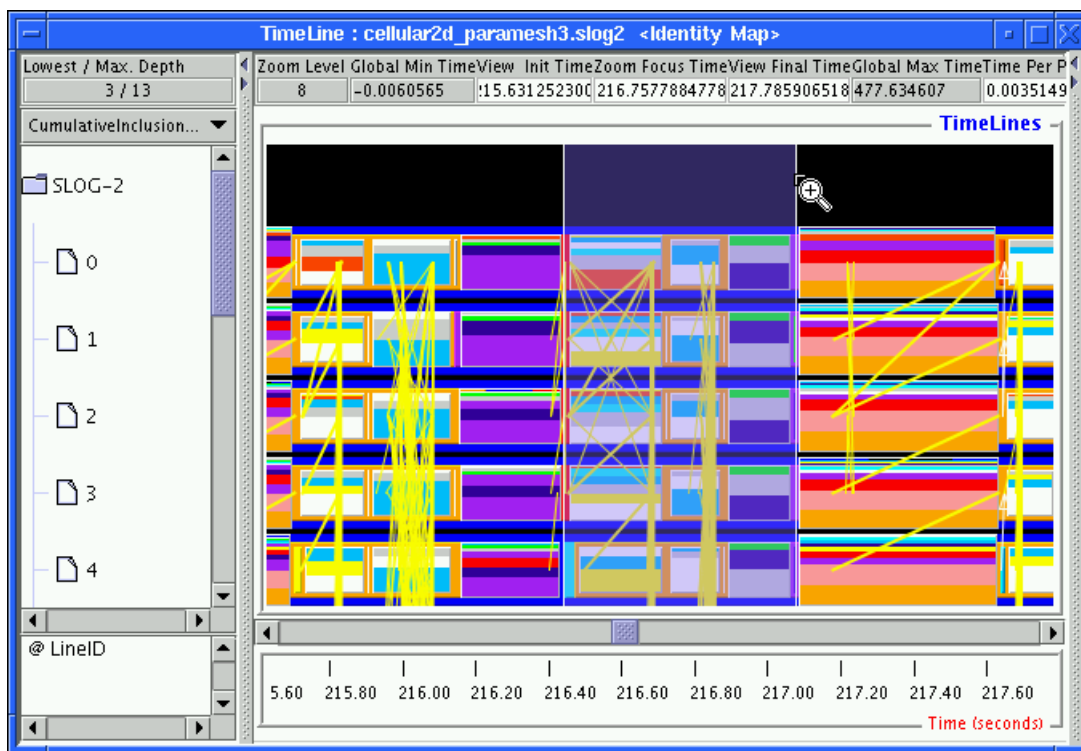 TimeLine : cellular2d_paramesh3.slog2 <Identity Map>
Lowest / Max. Depth
3 / 13
Zoom Level Global Min Time View Init Time Zoom Focus Time View Final Time Global Max Time Time Per P
8 -0.0060565 15.631252300 216.7577884778 217.785906518 477.634607 0.0035149
CumulativeInclusion...
TimeLines
SLOG-2
0
1
2
3
4
@ LineID
5.60 215.80 216.00 216.20 216.40 216.60 216.80 217.00 217.20 217.40 217.60
Time (seconds)